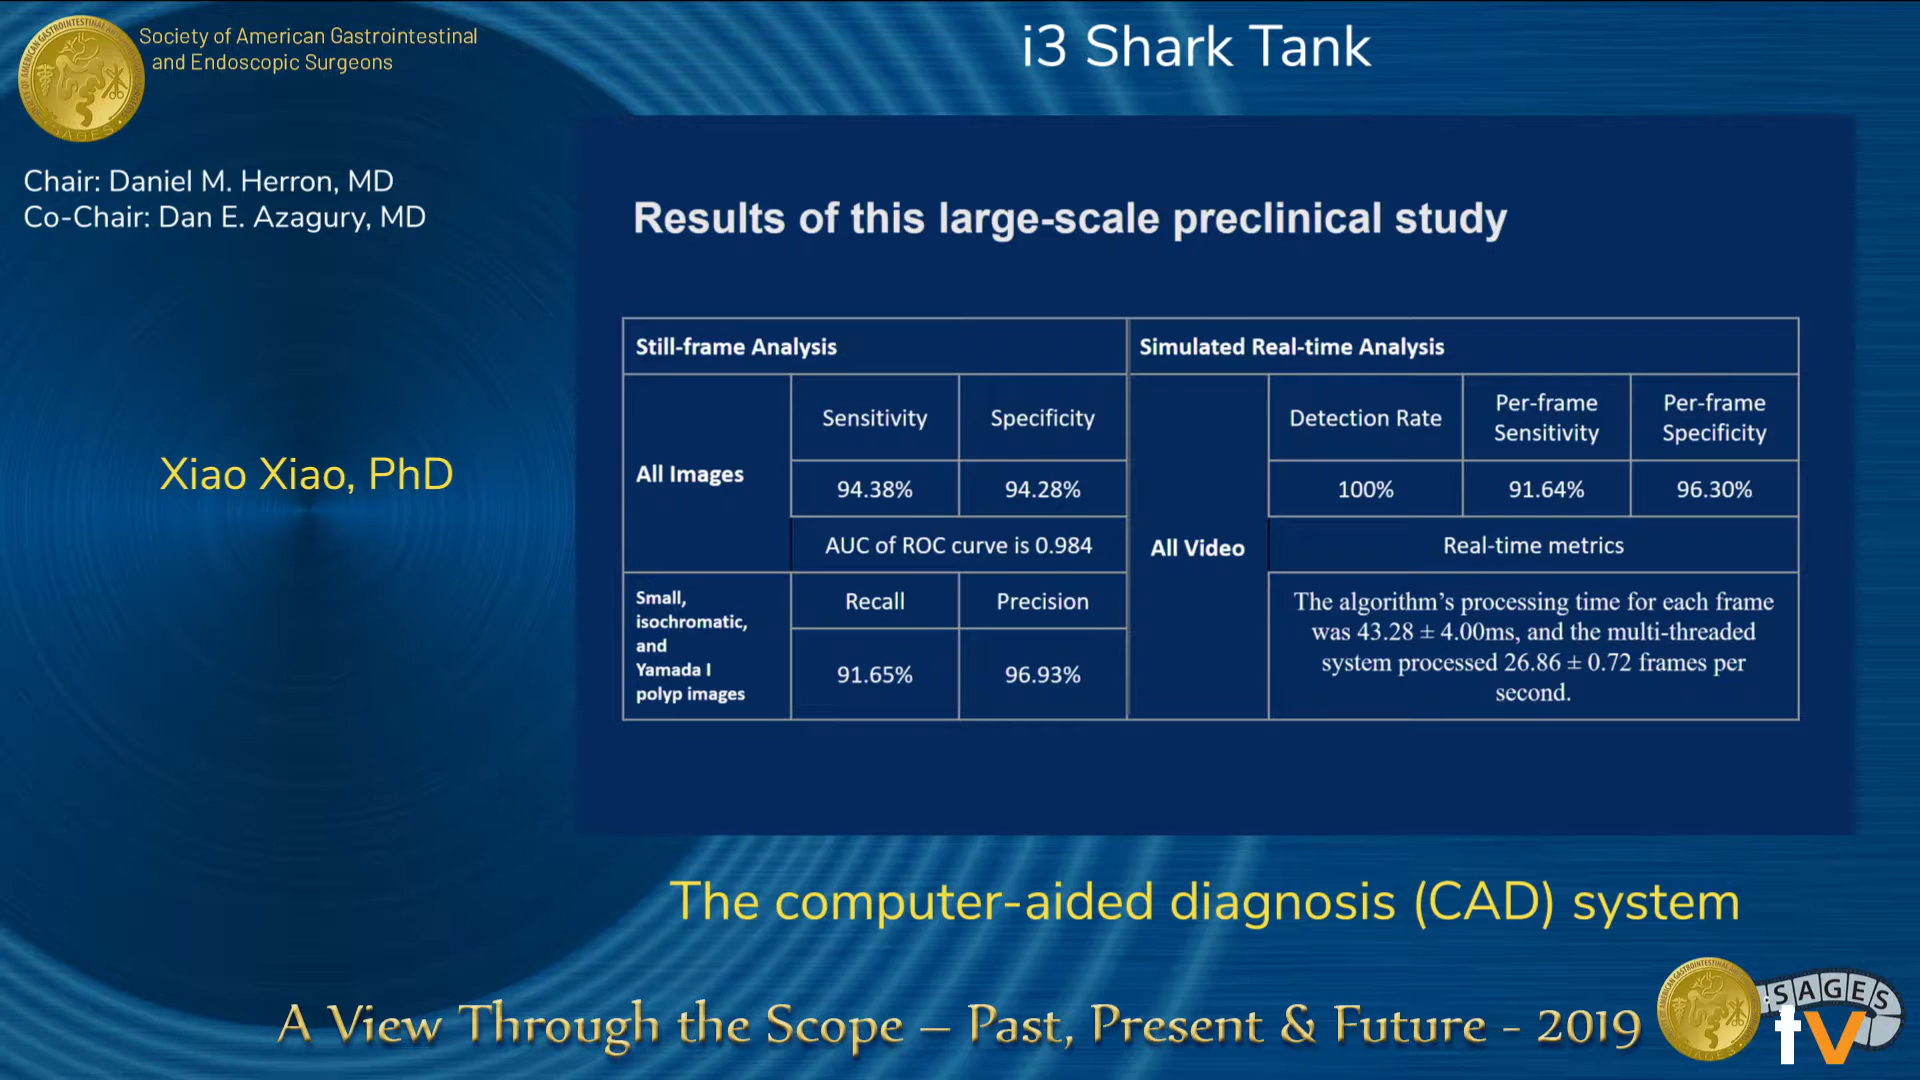 Society of American Gastrointestinal
and Endoscopic Surgeons
i3 Shark Tank
Chair: Daniel M. Herron, MD
Co-Chair: Dan E. Azagury, MD
Xiao Xiao, PhD
Results of this large-scale preclinical study
Still-frame Analysis
All Images
Sensitivity
Specificity
94.38%
94.28%
AUC of ROC curve is 0.984
Small,
isochromatic,
and
Yamada I
polyp images
Recall
Precision
91.65%
96.93%
Simulated Real-time Analysis
All Video
Detection Rate
Per-frame
Sensitivity
Per-frame
Specificity
100%
91.64%
96.30%
Real-time metrics
The algorithm’s processing time for each frame
was 43.28 ± 4.00ms, and the multi-threaded
system processed 26.86 ± 0.72 frames per
second.
The computer-aided diagnosis (CAD) system
A View Through the Scope – Past, Present & Future - 2019
SAGES
tv